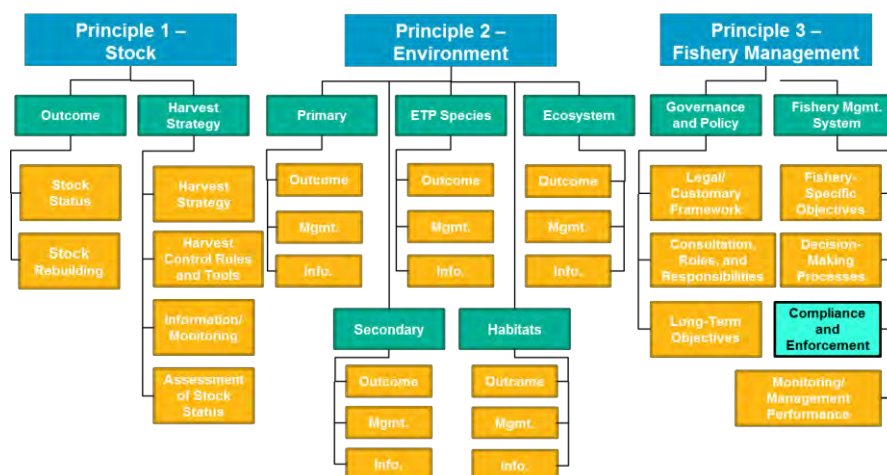 Principle 1 –
Stock
Principle 2 –
Environment
Principle 3 –
Fishery Management
Outcome
Harvest
Strategy
Primary
ETP Species
Ecosystem
Governance
and Policy
Fishery Mgmt.
System
Stock
Status
Stock
Rebuilding
Harvest
Strategy
Harvest
Control Rules
and Tools
Information/
Monitoring
Assessment
of Stock
Status
Outcome
Mgmt.
Info.
Outcome
Mgmt.
Info.
Outcome
Mgmt.
Info.
Secondary
Habitats
Outcome
Mgmt.
Info.
Outcome
Mgmt.
Info.
Legal/
Customary
Framework
Consultation,
Roles, and
Responsibilities
Long-Term
Objectives
Fishery-
Specific
Objectives
Decision-
Making
Processes
Compliance
and
Enforcement
Monitoring/
Management
Performance